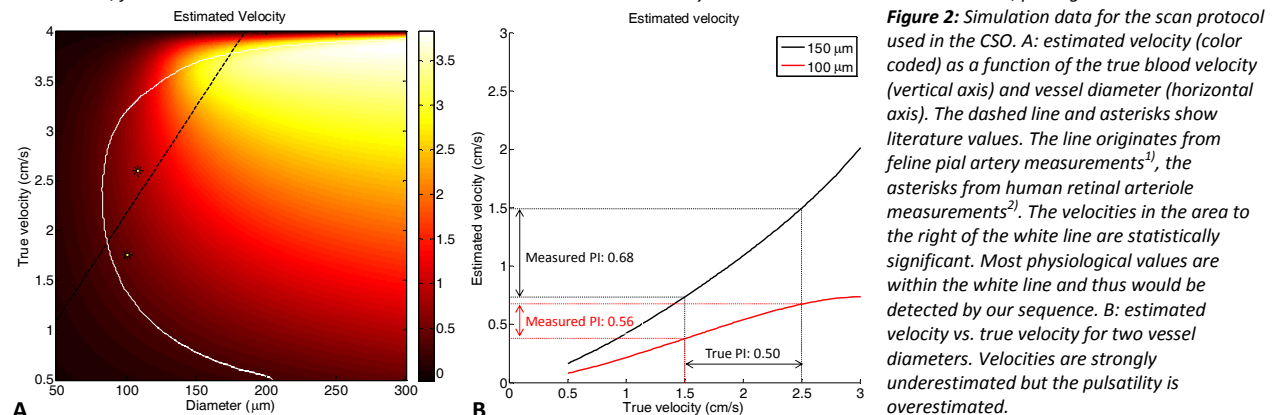 Estimated Velocity
4
3.5
3
2.5
2
1.5
1
0.5
True velocity (cm/s)
50
100
150
200
250
300
Diameter (μm)
3.5
3
2.5
2
1.5
1
0.5
0
A
Estimated velocity
150 μm
100 μm
3
2.5
2
1.5
1
0.5
0
Estimated velocity (cm/s)
Measured PI: 0.68
Measured PI: 0.56
True PI: 0.50
0
0.5
1
1.5
2
2.5
3
True velocity (cm/s)
B
Figure 2: Simulation data for the scan protocol
used in the CSO. A: estimated velocity (color
coded) as a function of the true blood velocity
(vertical axis) and vessel diameter (horizontal
axis). The dashed line and asterisks show
literature values. The line originates from
feline pial artery measurements1), the
asterisks from human retinal arteriole
measurements2). The velocities in the area to
the right of the white line are statistically
significant. Most physiological values are
within the white line and thus would be
detected by our sequence. B: estimated
velocity vs. true velocity for two vessel
diameters. Velocities are strongly
underestimated but the pulsatility is
overestimated.